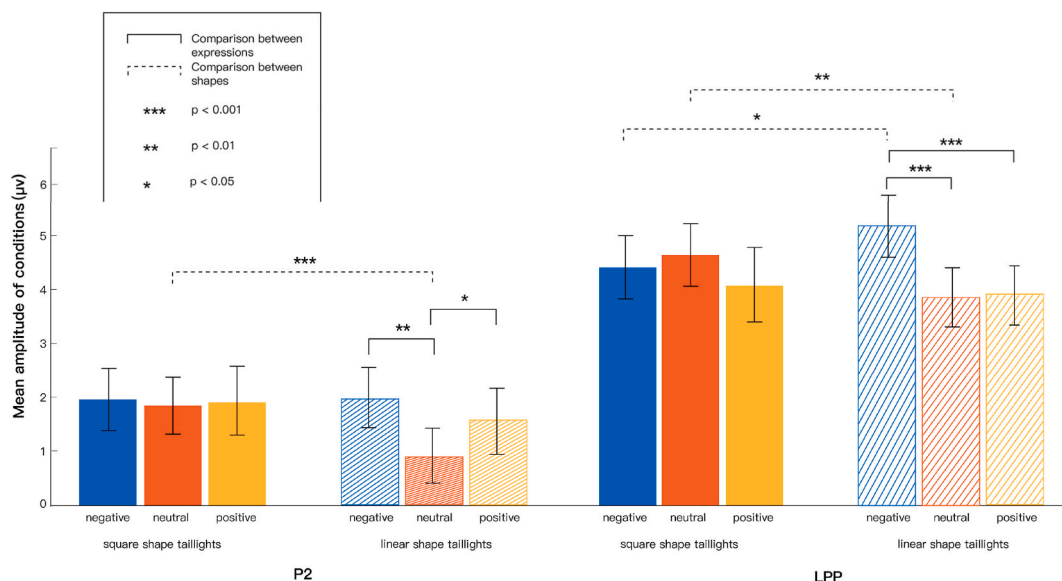 Comparison between
expressions
Comparison between
shapes
*** p < 0.001
** p < 0.01
* p < 0.05
Mean amplitude of conditions (μv)
6
5
4
3
2
1
0
***
**
*
**
*
***
***
negative neutral positive negative neutral positive negative neutral positive negative neutral positive
square shape taillights linear shape taillights square shape taillights linear shape taillights
P2 LPP